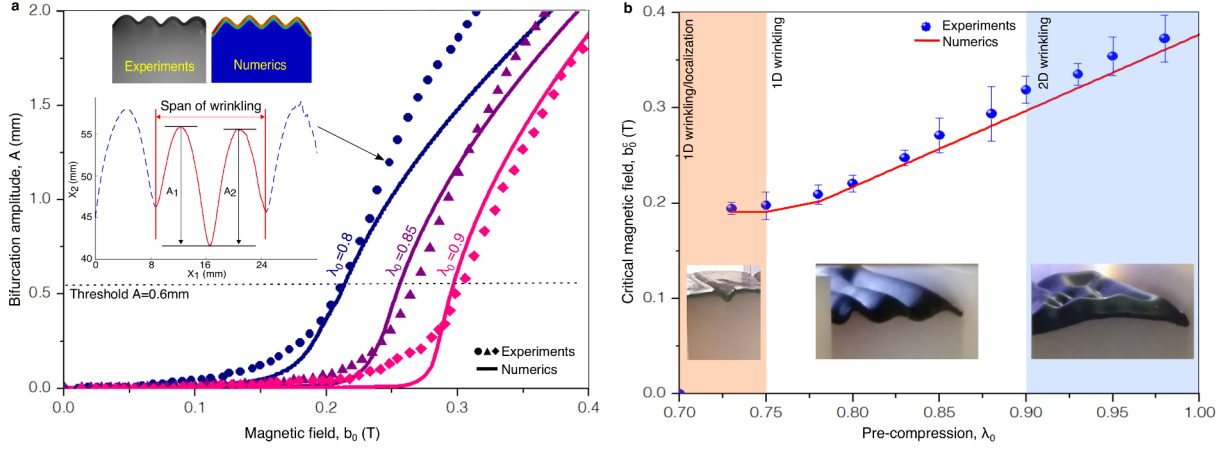 a
Bifurcation amplitude, A (mm)
2.0
1.5
1.0
0.5
0.0
0.0
0.1
0.2
0.3
0.4
Magnetic field, b₀ (T)
Experiments
Numerics
Span of wrinkling
X₂ (mm)
55
50
45
40
A₁
A₂
0
8
16
24
X₁ (mm)
λ₀=0.8
λ₀=0.85
λ₀=0.9
Threshold A=0.6mm
Experiments
Numerics
b
Critical magnetic field, b₀ᶜ (T)
0.4
0.3
0.2
0.1
0.0
0.70
0.75
0.80
0.85
0.90
0.95
1.00
Pre-compression, λ₀
1D wrinkling/localization
1D wrinkling
2D wrinkling
Experiments
Numerics